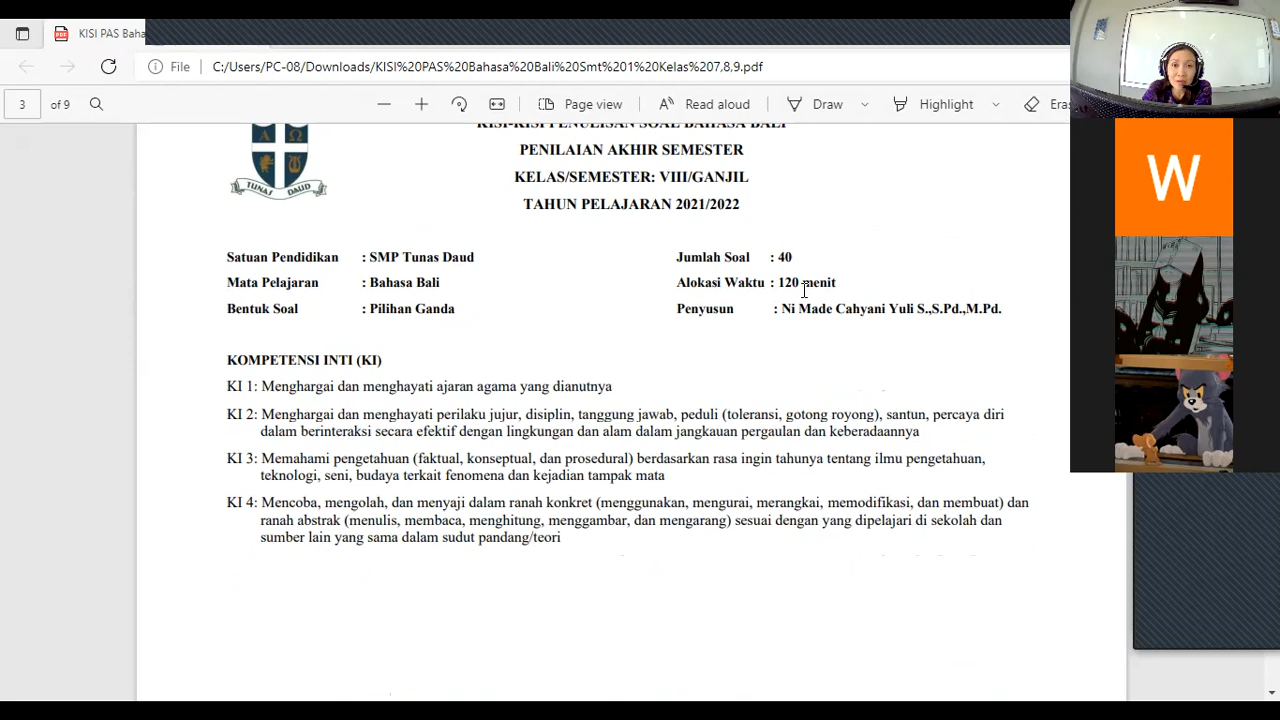 KISI PAS Baha
File C:/Users/PC-08/Downloads/KISI%20PAS%20Bahasa%20Bali%20Smt%201%20Kelas%207,8,9.pdf
3 of 9 Page view Read aloud Draw Highlight Eras
KISI-KISI PENULISAN SOAL BAHASA BALI
PENILAIAN AKHIR SEMESTER
KELAS/SEMESTER: VIII/GANJIL
TAHUN PELAJARAN 2021/2022
Α Ω
TUNAS DAUD
Satuan Pendidikan : SMP Tunas Daud
Mata Pelajaran : Bahasa Bali
Bentuk Soal : Pilihan Ganda
Jumlah Soal : 40
Alokasi Waktu : 120 menit
Penyusun : Ni Made Cahyani Yuli S.,S.Pd.,M.Pd.
KOMPETENSI INTI (KI)
KI 1: Menghargai dan menghayati ajaran agama yang dianutnya
KI 2: Menghargai dan menghayati perilaku jujur, disiplin, tanggung jawab, peduli (toleransi, gotong royong), santun, percaya diri
dalam berinteraksi secara efektif dengan lingkungan dan alam dalam jangkauan pergaulan dan keberadaannya
KI 3: Memahami pengetahuan (faktual, konseptual, dan prosedural) berdasarkan rasa ingin tahunya tentang ilmu pengetahuan,
teknologi, seni, budaya terkait fenomena dan kejadian tampak mata
KI 4: Mencoba, mengolah, dan menyaji dalam ranah konkret (menggunakan, mengurai, merangkai, memodifikasi, dan membuat) dan
ranah abstrak (menulis, membaca, menghitung, menggambar, dan mengarang) sesuai dengan yang dipelajari di sekolah dan
sumber lain yang sama dalam sudut pandang/teori
W